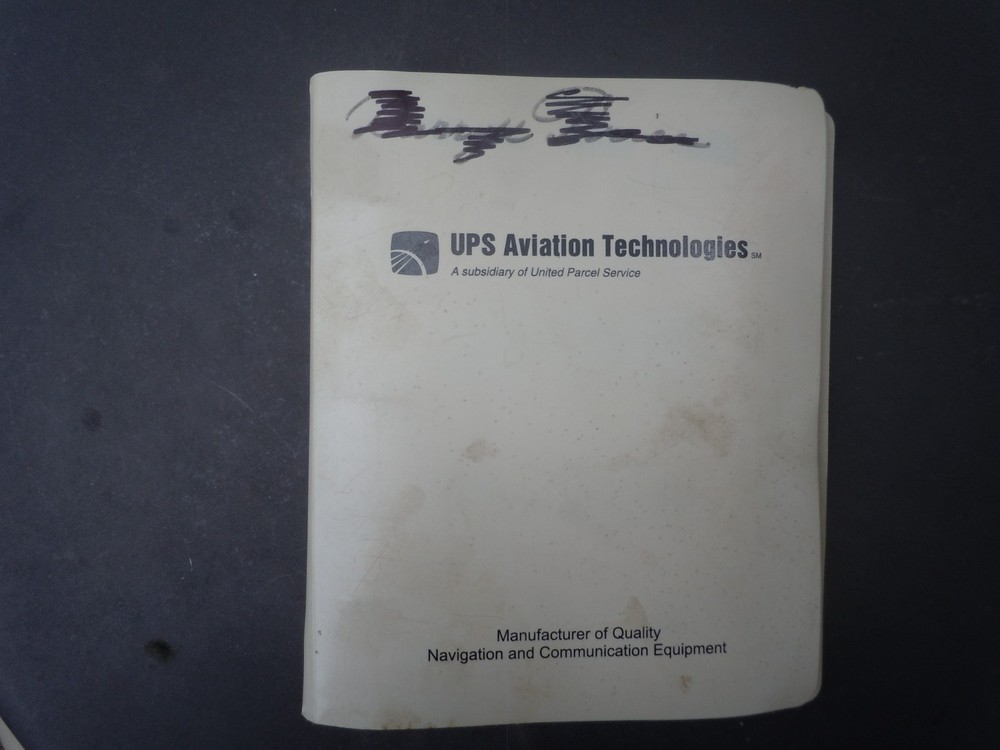 UPS Aviation Technologies SM
A subsidiary of United Parcel Service
Manufacturer of Quality
Navigation and Communication Equipment